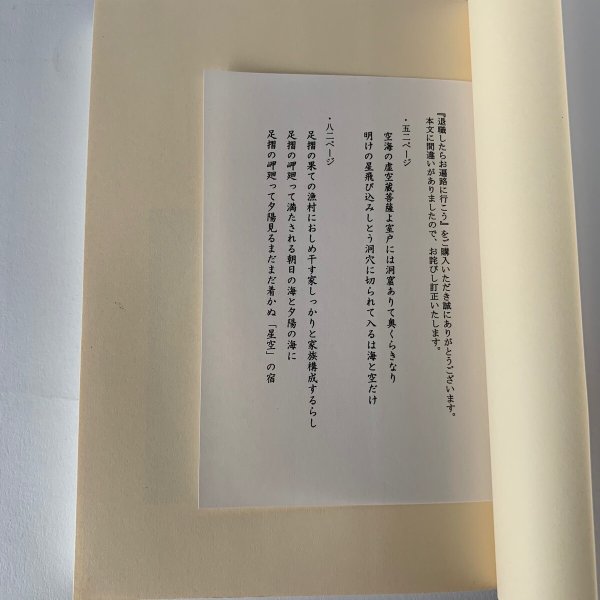 『退職したらお遍路に行こう』をご購入いただき誠にありがとうございます。
本文に間違いがありましたので、お詫びし訂正いたします。
・五二ページ
空海の虚空蔵菩薩よ室戸には洞窟ありて奥くらきなり
明けの星飛び込みしとう洞穴に切られて入るは海と空だけ
・八二ページ
足摺の果ての漁村におしめ干す家しっかりと家族構成するらし
足摺の岬廻って満たされる朝日の海と夕陽の海に
足摺の岬廻って夕陽見るまだまだ着かぬ「星空」の宿